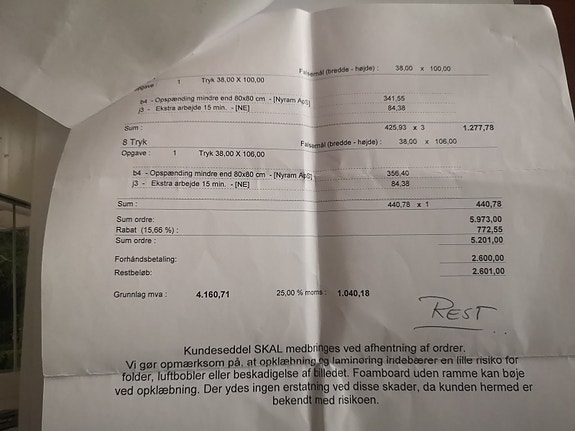 Falsemål (bredde - højde) : 38,00 x 100,00
Opgave : 1 Tryk 38,00 X 100,00
b4 - Opspænding mindre end 80x80 cm - [Nyram ApS] 341,55
j3 - Ekstra arbejde 15 min. - [NE] 84,38
Sum : 425,93 x 3 1.277,78
8 Tryk Falsemål (bredde - højde) : 38,00 x 106,00
Opgave : 1 Tryk 38,00 X 106,00
b4 - Opspænding mindre end 80x80 cm - [Nyram ApS] 356,40
j3 - Ekstra arbejde 15 min. - [NE] 84,38
Sum : 440,78 x 1 440,78
Sum ordre: 5.973,00
Rabat (15,66 %) : 772,55
Sum ordre : 5.201,00
Forhåndsbetaling: 2.600,00
Restbeløb: 2.601,00
Grunnlag mva : 4.160,71 25,00 % moms : 1.040,18
REST
Kundeseddel SKAL medbringes ved afhentning af ordrer.
Vi gør opmærksom på, at opklæbning og laminering indebærer en lille risiko for
folder, luftbobler eller beskadigelse af billedet. Foamboard uden ramme kan bøje
ved opklæbning. Der ydes ingen erstatning ved disse skader, da kunden hermed er
bekendt med risikoen.